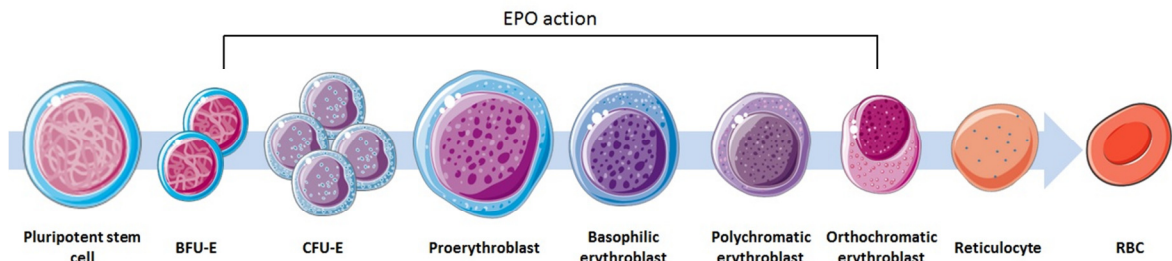 EPO action
Pluripotent stem
cell
BFU-E
CFU-E
Proerythroblast
Basophilic
erythroblast
Polychromatic
erythroblast
Orthochromatic
erythroblast
Reticulocyte
RBC